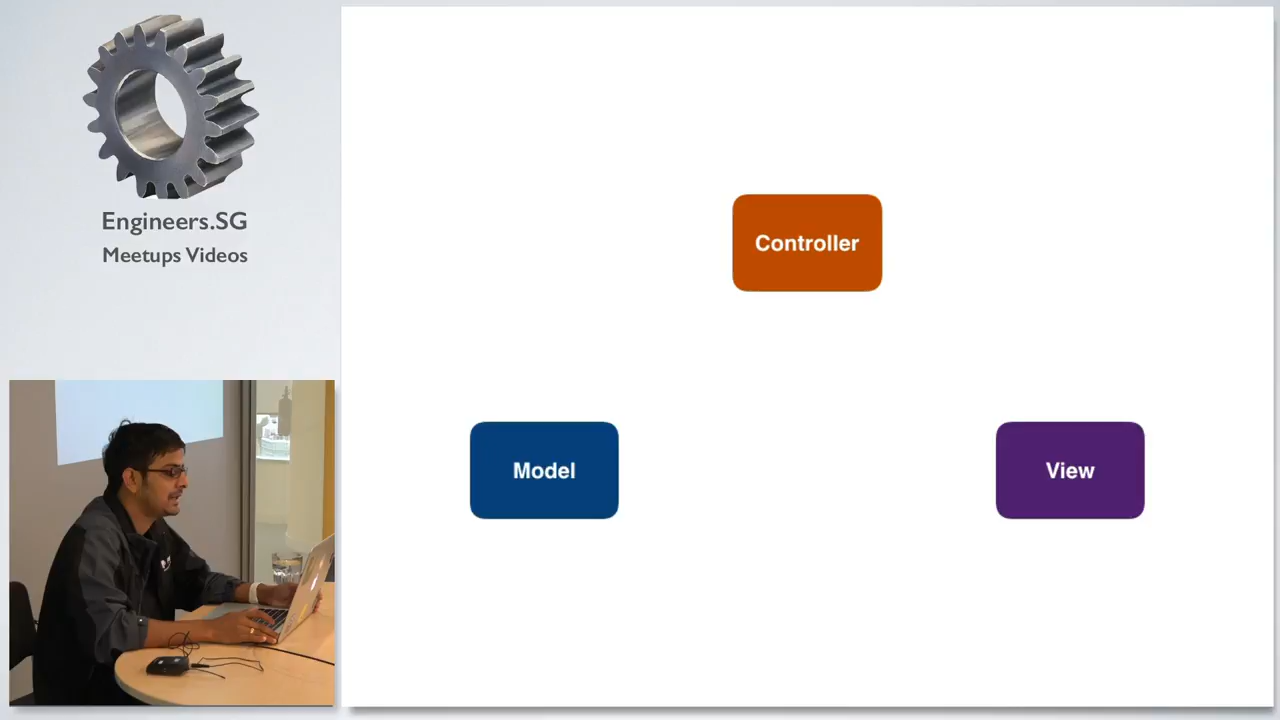 Engineers.SG
Meetups Videos
Controller
Model
View